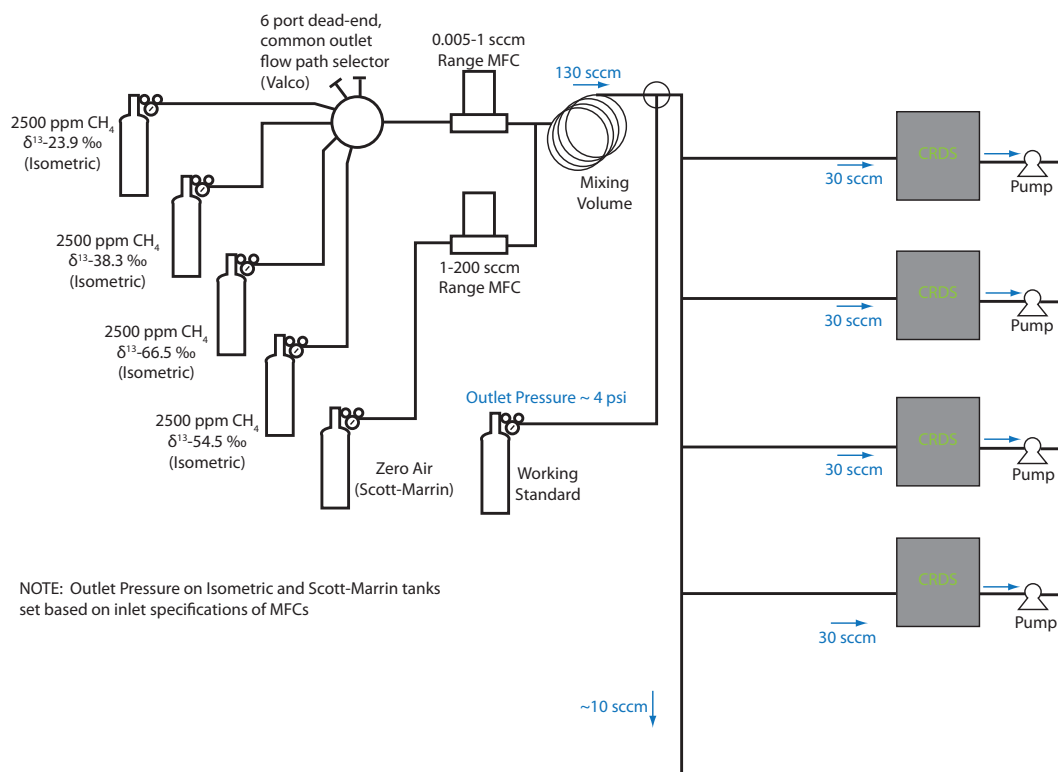 6 port dead-end,
common outlet
flow path selector
(Valco)
0.005-1 sccm
Range MFC
130 sccm
2500 ppm CH₄
δ¹³-23.9 ‰
(Isometric)
Mixing
Volume
CRDS
30 sccm
Pump
2500 ppm CH₄
δ¹³-38.3 ‰
(Isometric)
1-200 sccm
Range MFC
2500 ppm CH₄
δ¹³-66.5 ‰
(Isometric)
CRDS
30 sccm
Pump
2500 ppm CH₄
δ¹³-54.5 ‰
(Isometric)
Outlet Pressure ~ 4 psi
Zero Air
(Scott-Marrin)
Working
Standard
CRDS
30 sccm
Pump
NOTE: Outlet Pressure on Isometric and Scott-Marrin tanks
set based on inlet specifications of MFCs
CRDS
30 sccm
Pump
~10 sccm